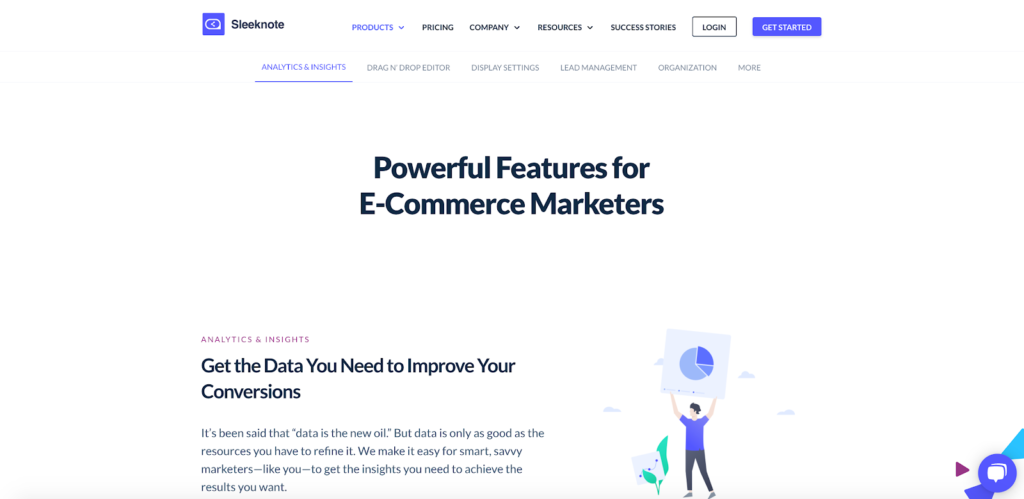 Sleeknote
PRODUCTS PRICING COMPANY RESOURCES SUCCESS STORIES LOGIN GET STARTED
ANALYTICS & INSIGHTS DRAG N' DROP EDITOR DISPLAY SETTINGS LEAD MANAGEMENT ORGANIZATION MORE
Powerful Features for
E-Commerce Marketers
ANALYTICS & INSIGHTS
Get the Data You Need to Improve Your
Conversions
It’s been said that “data is the new oil.” But data is only as good as the
resources you have to refine it. We make it easy for smart, savvy
marketers—like you—to get the insights you need to achieve the
results you want.